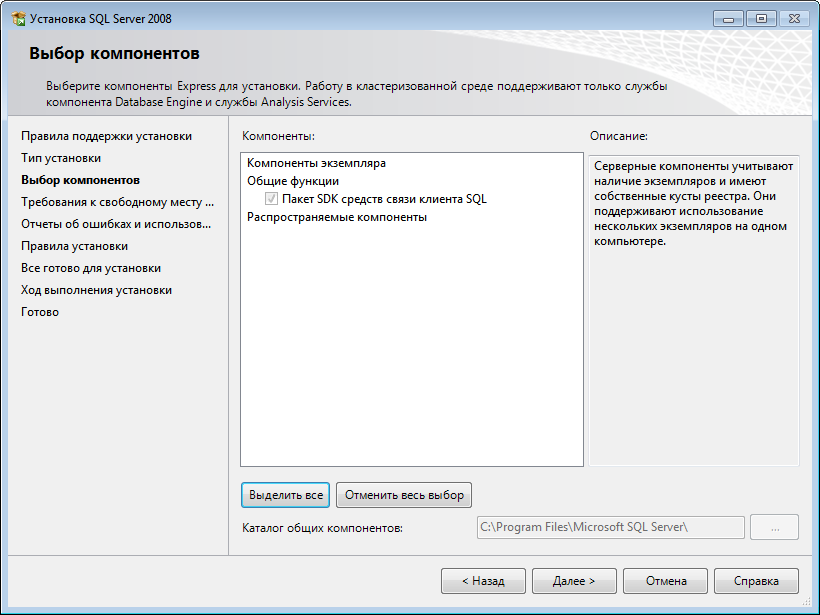 Установка SQL Server 2008
Выбор компонентов
Выберите компоненты Express для установки. Работу в кластеризованной среде поддерживают только службы
компонента Database Engine и службы Analysis Services.
Правила поддержки установки
Тип установки
Выбор компонентов
Требования к свободному месту ...
Отчеты об ошибках и использов...
Правила установки
Все готово для установки
Ход выполнения установки
Готово
Компоненты:
Компоненты экземпляра
Общие функции
Пакет SDK средств связи клиента SQL
Распространяемые компоненты
Описание:
Серверные компоненты учитывают
наличие экземпляров и имеют
собственные кусты реестра. Они
поддерживают использование
нескольких экземпляров на одном
компьютере.
Выделить все
Отменить весь выбор
Каталог общих компонентов:
C:\Program Files\Microsoft SQL Server\
...
< Назад
Далее >
Отмена
Справка